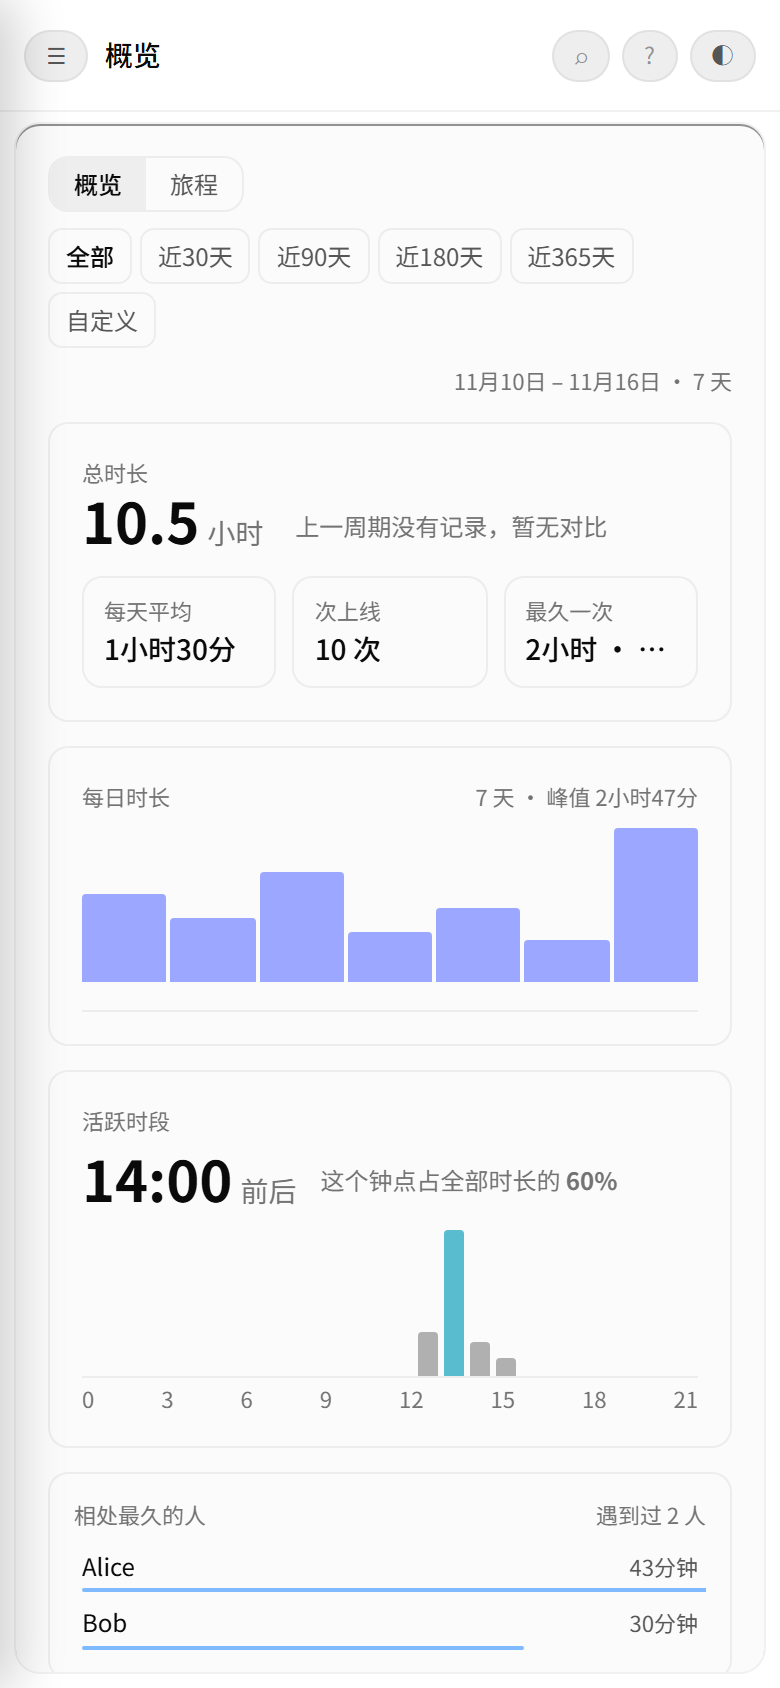 ☰ 概览 ⌕ ? ◐
概览 旅程
全部 近30天 近90天 近180天 近365天
自定义
11月10日 – 11月16日 · 7 天
总时长
10.5 小时 上一周期没有记录，暂无对比
每天平均 次上线 最久一次
1小时30分 10 次 2小时 · …
每日时长 7 天 · 峰值 2小时47分
活跃时段
14:00 前后 这个钟点占全部时长的 60%
0 3 6 9 12 15 18 21
相处最久的人 遇到过 2 人
Alice 43分钟
Bob 30分钟